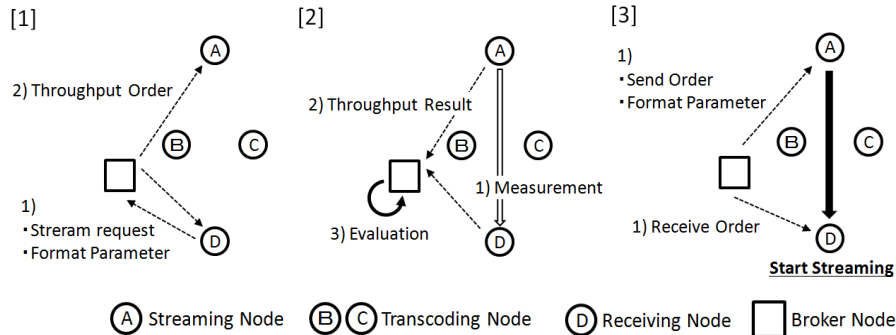 [1]
A
2) Throughput Order
B
C
1)
・Streram request
・Format Parameter
D
[2]
A
2) Throughput Result
B
C
1) Measurement
3) Evaluation
D
[3]
1)
・Send Order
・Format Parameter
A
B
C
1) Receive Order
D
Start Streaming
A Streaming Node
B C Transcoding Node
D Receiving Node
Broker Node